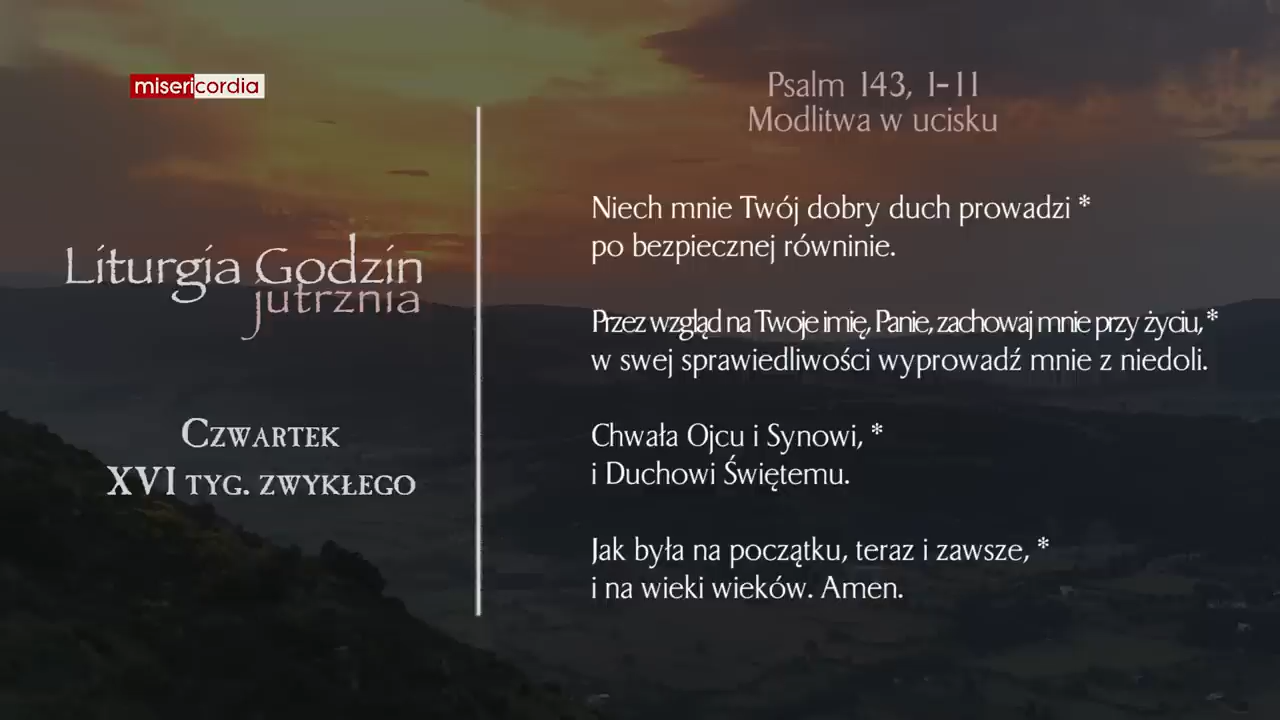 misericordia
Liturgia Godzin
jutrznia
Czwartek
XVI tyg. zwykłego
Psalm 143, 1-11
Modlitwa w ucisku
Niech mnie Twój dobry duch prowadzi *
po bezpiecznej równinie.
Przez wzgląd na Twoje imię, Panie, zachowaj mnie przy życiu, *
w swej sprawiedliwości wyprowadź mnie z niedoli.
Chwała Ojcu i Synowi, *
i Duchowi Świętemu.
Jak była na początku, teraz i zawsze, *
i na wieki wieków. Amen.